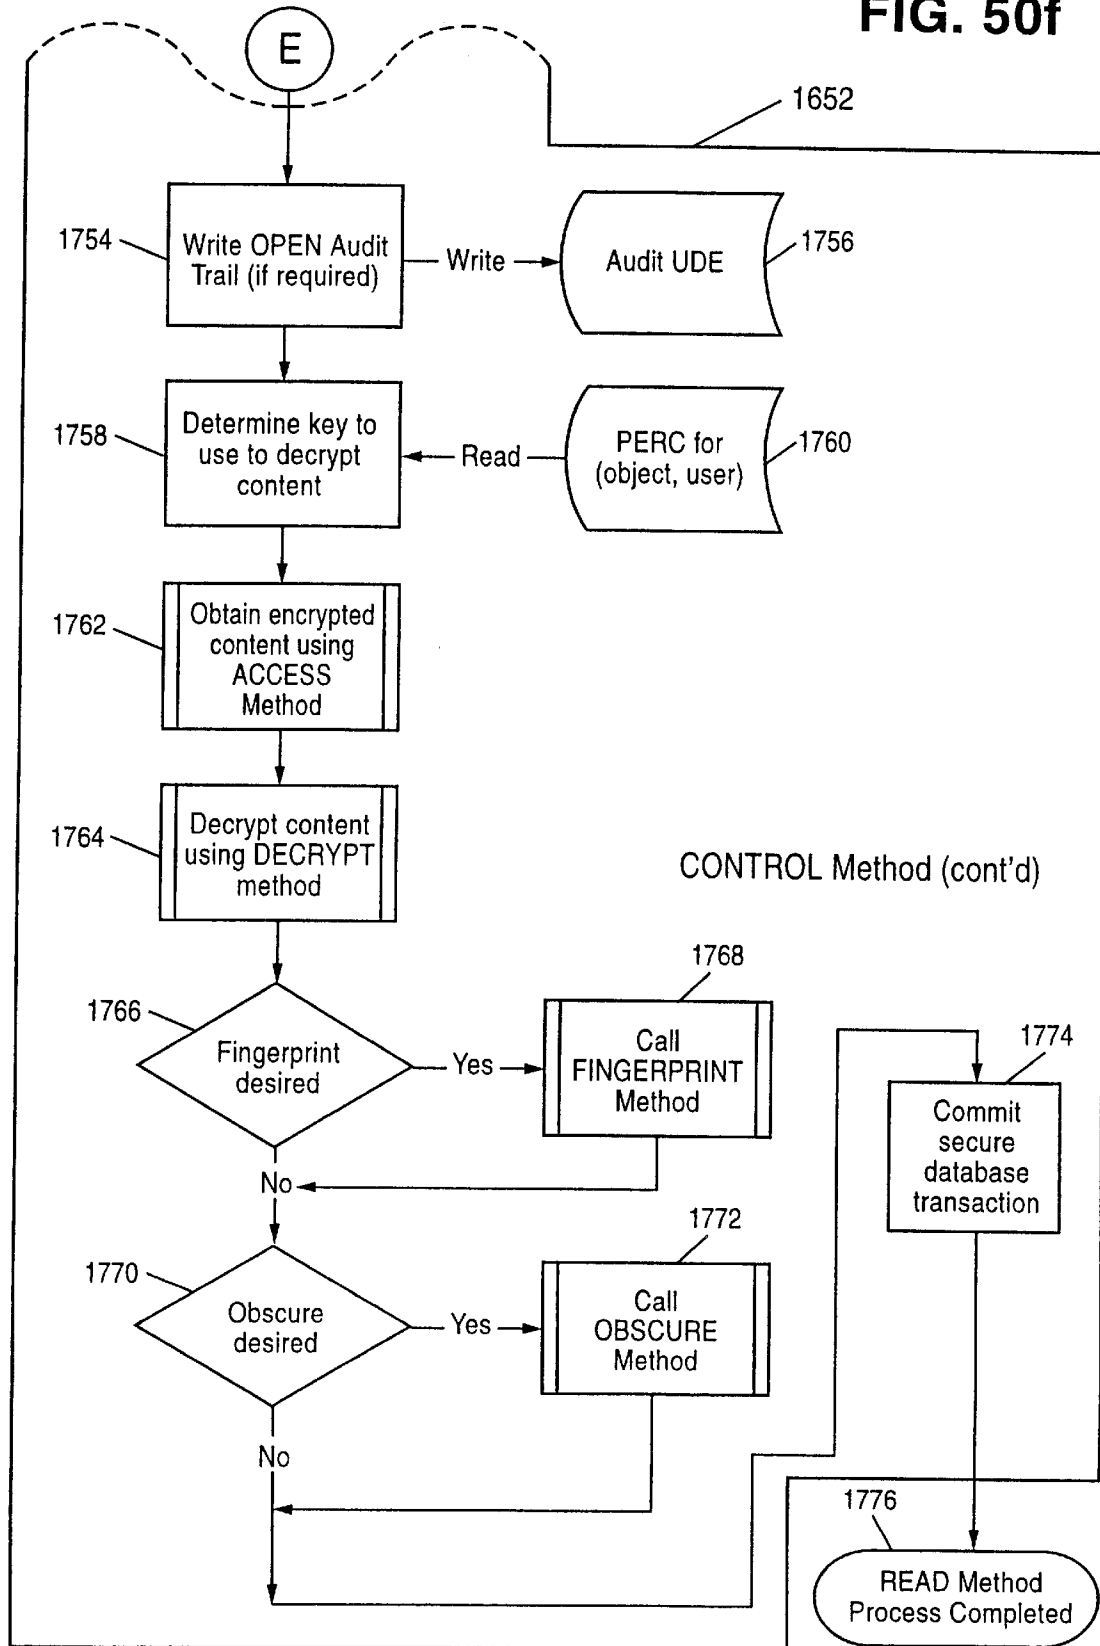 FIG. 50f
E
1652
1754
Write OPEN Audit
Trail (if required)
Write
Audit UDE
1756
1758
Determine key to
use to decrypt
content
Read
PERC for
(object, user)
1760
1762
Obtain encrypted
content using
ACCESS
Method
1764
Decrypt content
using DECRYPT
method
CONTROL Method (cont'd)
1766
Fingerprint
desired
Yes
1768
Call
FINGERPRINT
Method
No
1770
Obscure
desired
Yes
1772
Call
OBSCURE
Method
No
1774
Commit
secure
database
transaction
1776
READ Method
Process Completed